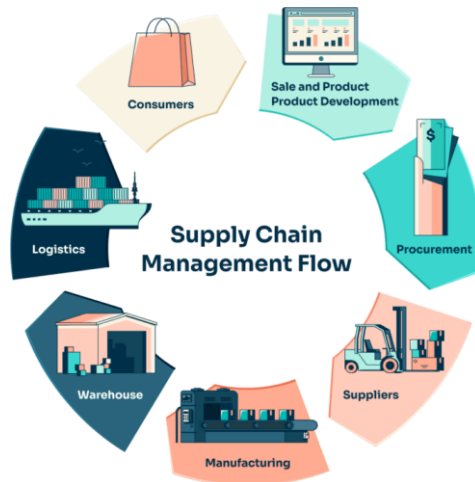 Supply Chain
Management Flow
Consumers
Sale and Product
Product Development
$
Procurement
Suppliers
Manufacturing
Warehouse
Logistics